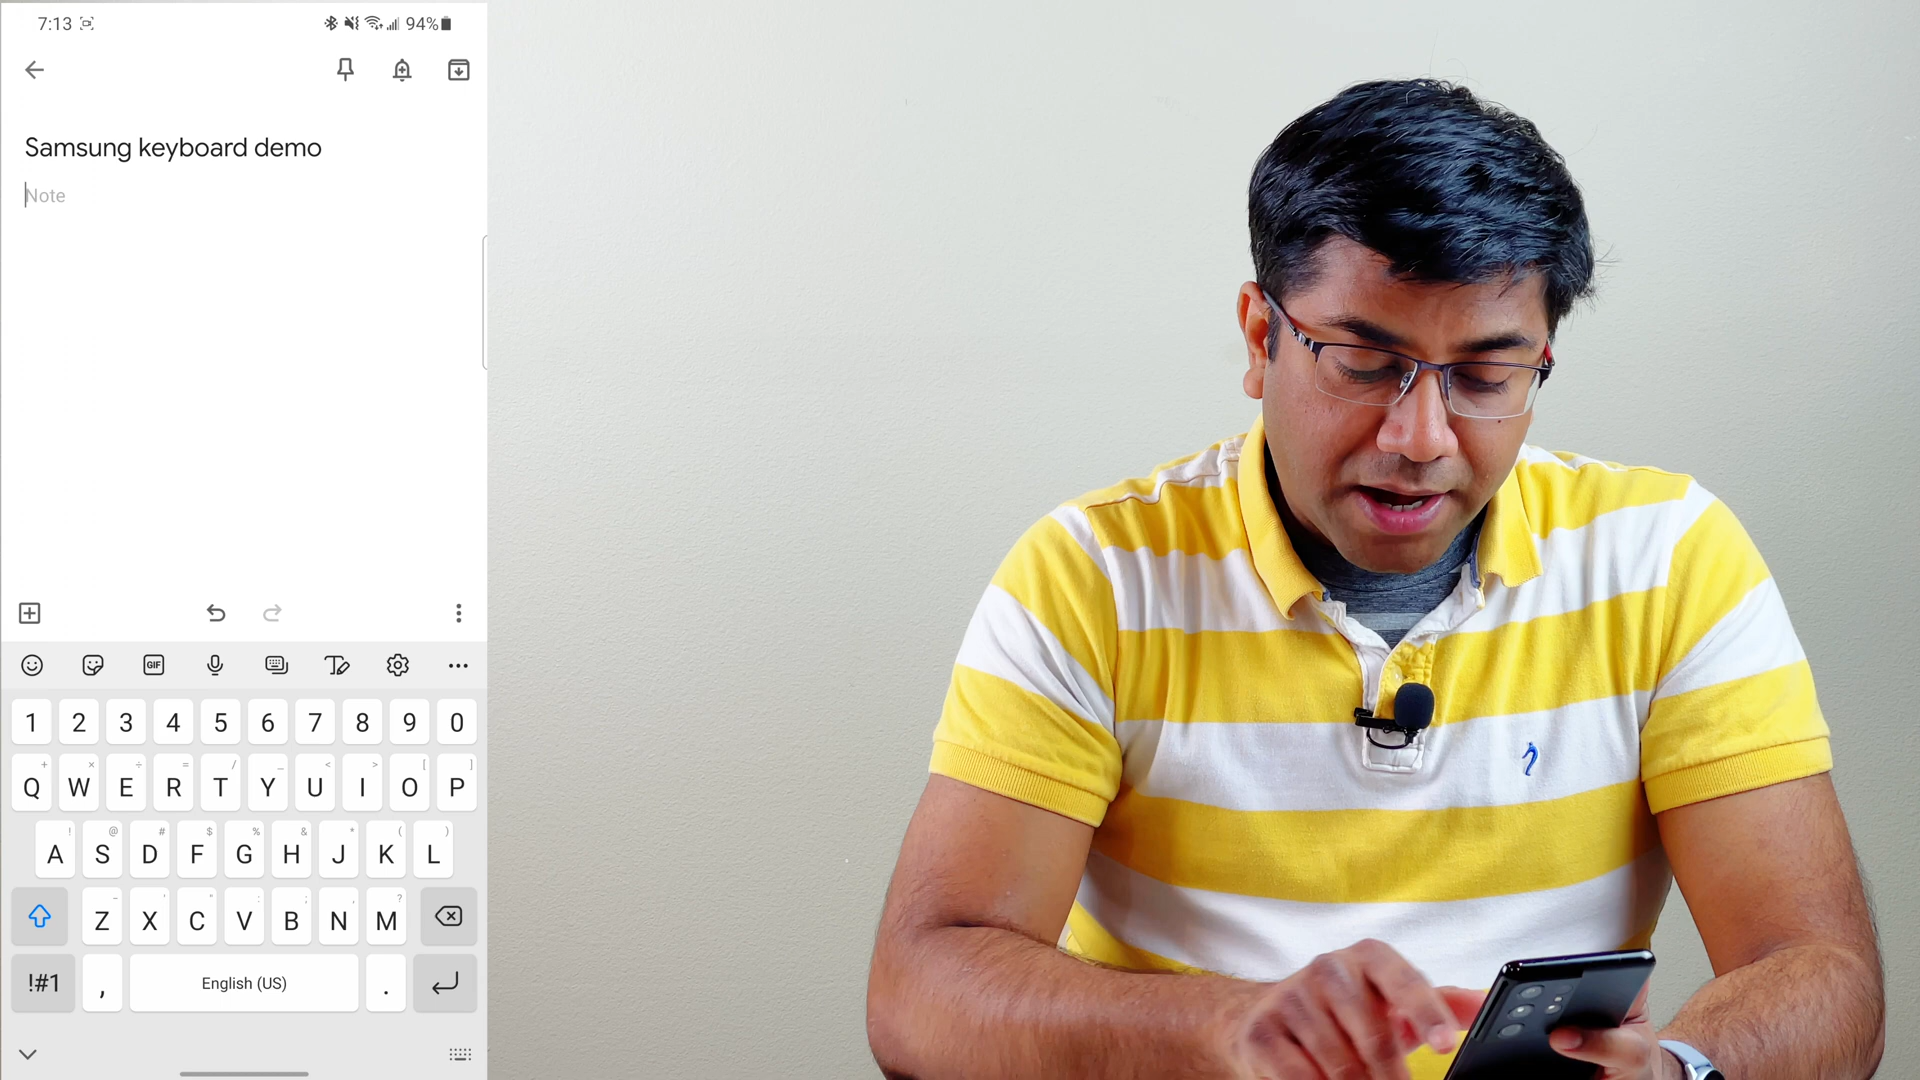 7:13 94%
Samsung keyboard demo
Note
GIF
1 2 3 4 5 6 7 8 9 0
+ × ÷ = / _ < > [ ]
Q W E R T Y U I O P
! @ # $ % & * ( )
A S D F G H J K L
- ' " : ; , ?
Z X C V B N M
!#1 , English (US) .